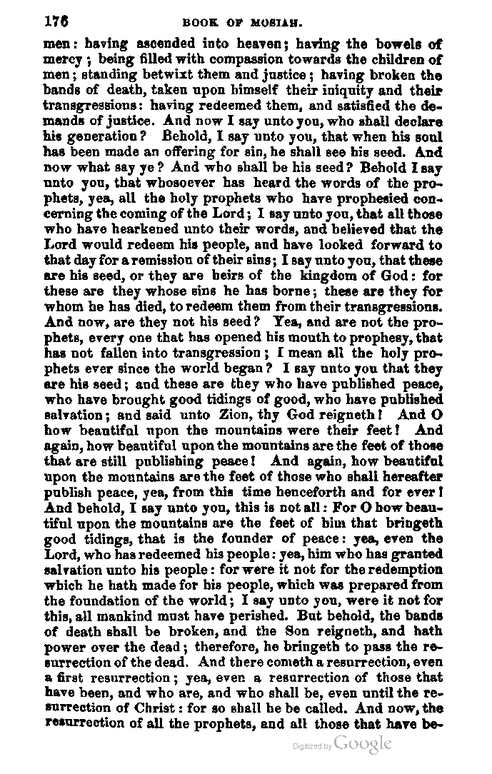 176 BOOK OF MOSIAH.
men: having ascended into heaven; having the bowels of
mercy; being filled with compassion towards the children of
men; standing betwixt them and justice; having broken the
bands of death, taken upon himself their iniquity and their
transgressions: having redeemed them, and satisfied the de-
mands of justice. And now I say unto you, who shall declare
his generation? Behold, I say unto you, that when his soul
has been made an offering for sin, he shall see his seed. And
now what say ye? And who shall be his seed? Behold I say
unto you, that whosoever has heard the words of the pro-
phets, yea, all the holy prophets who have prophesied con-
cerning the coming of the Lord; I say unto you, that all those
who have hearkened unto their words, and believed that the
Lord would redeem his people, and have looked forward to
that day for a remission of their sins; I say unto you, that these
are his seed, or they are heirs of the kingdom of God: for
these are they whose sins he has borne; these are they for
whom he has died, to redeem them from their transgressions.
And now, are they not his seed? Yea, and are not the pro-
phets, every one that has opened his mouth to prophesy, that
has not fallen into transgression; I mean all the holy pro-
phets ever since the world began? I say unto you that they
are his seed; and these are they who have published peace,
who have brought good tidings of good, who have published
salvation; and said unto Zion, thy God reigneth! And O
how beautiful upon the mountains were their feet! And
again, how beautiful upon the mountains are the feet of those
that are still publishing peace! And again, how beautiful
upon the mountains are the feet of those who shall hereafter
publish peace, yea, from this time henceforth and for ever!
And behold, I say unto you, this is not all: For O how beau-
tiful upon the mountains are the feet of him that bringeth
good tidings, that is the founder of peace: yea, even the
Lord, who has redeemed his people: yea, him who has granted
salvation unto his people: for were it not for the redemption
which he hath made for his people, which was prepared from
the foundation of the world; I say unto you, were it not for
this, all mankind must have perished. But behold, the bands
of death shall be broken, and the Son reigneth, and hath
power over the dead; therefore, he bringeth to pass the re-
surrection of the dead. And there cometh a resurrection, even
a first resurrection; yea, even a resurrection of those that
have been, and who are, and who shall be, even until the re-
surrection of Christ: for so shall he be called. And now, the
resurrection of all the prophets, and all those that have be-
Digitized by Google